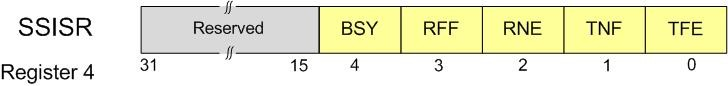 SSISR Reserved BSY RFF RNE TNF TFE
Register 4 31 15 4 3 2 1 0